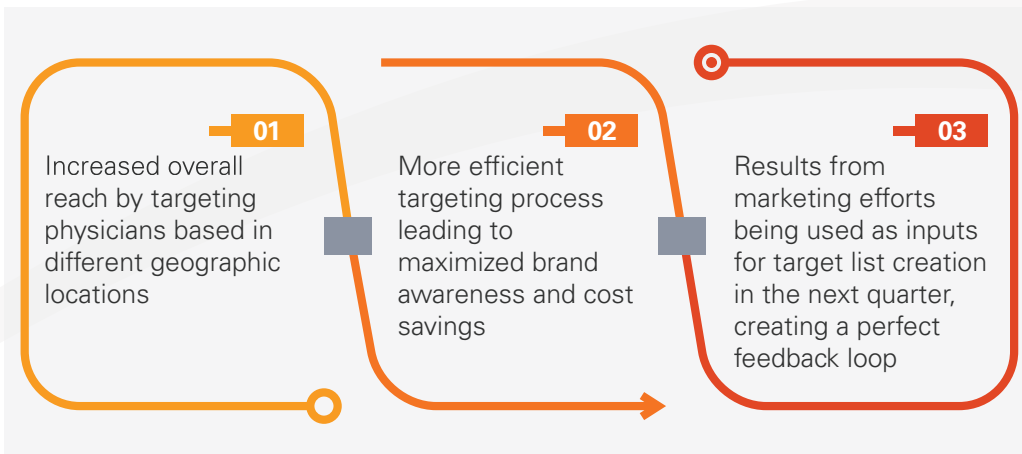 01
Increased overall
reach by targeting
physicians based in
different geographic
locations
02
More efficient
targeting process
leading to
maximized brand
awareness and cost
savings
03
Results from
marketing efforts
being used as inputs
for target list creation
in the next quarter,
creating a perfect
feedback loop